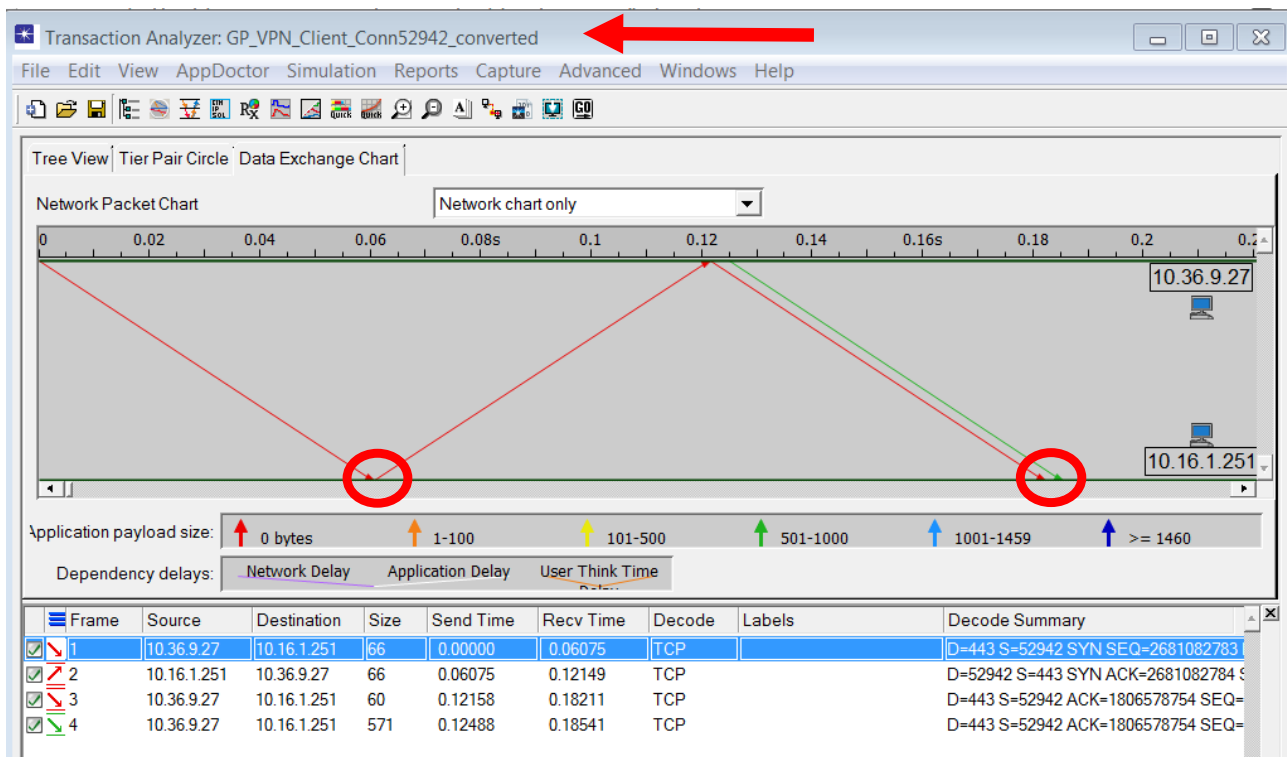 Transaction Analyzer: GP_VPN_Client_Conn52942_converted
File Edit View AppDoctor Simulation Reports Capture Advanced Windows Help
QUICK QUICK GO
Tree View Tier Pair Circle Data Exchange Chart
Network Packet Chart Network chart only
0 0.02 0.04 0.06 0.08s 0.1 0.12 0.14 0.16s 0.18 0.2
10.36.9.27
10.16.1.251
Application payload size: 0 bytes 1-100 101-500 501-1000 1001-1459 >= 1460
Dependency delays: Network Delay Application Delay User Think Time
Frame Source Destination Size Send Time Recv Time Decode Labels Decode Summary
1 10.36.9.27 10.16.1.251 66 0.00000 0.06075 TCP D=443 S=52942 SYN SEQ=2681082783
2 10.16.1.251 10.36.9.27 66 0.06075 0.12149 TCP D=52942 S=443 SYN ACK=2681082784
3 10.36.9.27 10.16.1.251 60 0.12158 0.18211 TCP D=443 S=52942 ACK=1806578754 SEQ=
4 10.36.9.27 10.16.1.251 571 0.12488 0.18541 TCP D=443 S=52942 ACK=1806578754 SEQ=